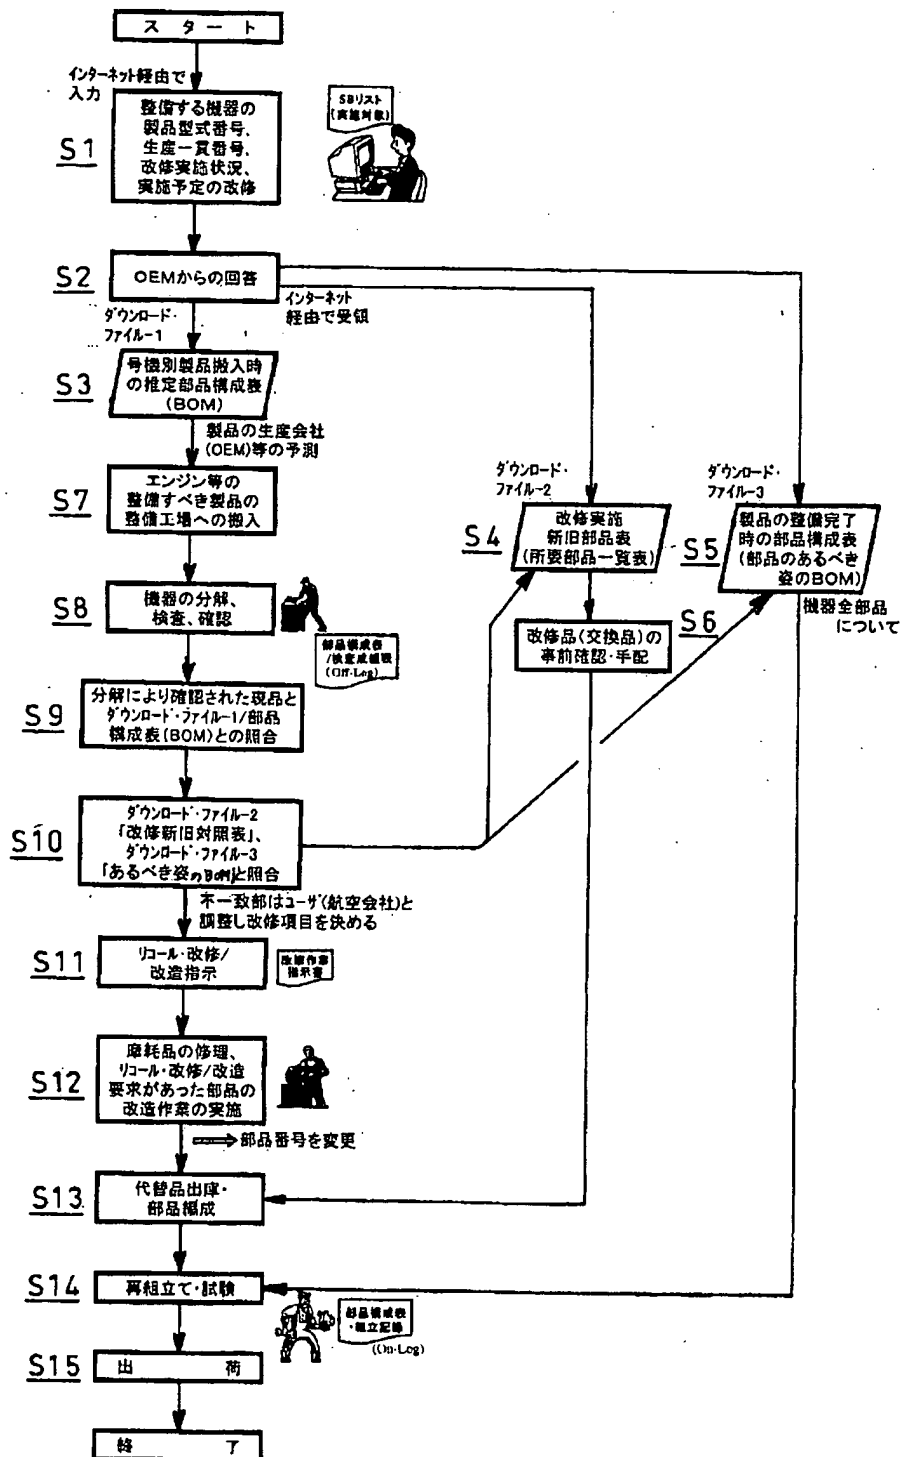 スタート
インターネット経由で
入力
S1
整備する機器の
製品型式番号、
生産一貫番号、
改修実施状況、
実施予定の改修
SBリスト
(実施対象)
S2
OEMからの回答
インターネット
経由で受領
ダウンロード・
ファイル-1
S3
号機別製品搬入時
の推定部品構成表
(BOM)
製品の生産会社
(OEM)等の予測
S7
エンジン等の
整備すべき製品の
整備工場への搬入
ダウンロード・
ファイル-2
S4
改修実施
新旧部品表
(所要部品一覧表)
ダウンロード・
ファイル-3
S5
製品の整備完了
時の部品構成表
(部品のあるべき
姿のBOM)
機器全部品
について
S6
改修品(交換品)の
事前確認・手配
S8
機器の分解、
検査、確認
部品構成表
/検査成績表
(Off-Log)
S9
分解により確認された現品と
ダウンロード・ファイル-1/部品
構成表(BOM)との照合
S10
ダウンロード・ファイル-2
「改修新旧対照表」、
ダウンロード・ファイル-3
「あるべき姿のBOM」と照合
不一致部はユーザ(航空会社)と
調整し改修項目を決める
S11
リコール・改修/
改造指示
改修作業
指示書
S12
磨耗品の修理、
リコール・改修/改造
要求があった部品の
改造作業の実施
⇒部品番号を変更
S13
代替品出庫・
部品編成
S14
再組立て・試験
部品構成表
・組立記録
(On-Log)
S15
出荷
終了